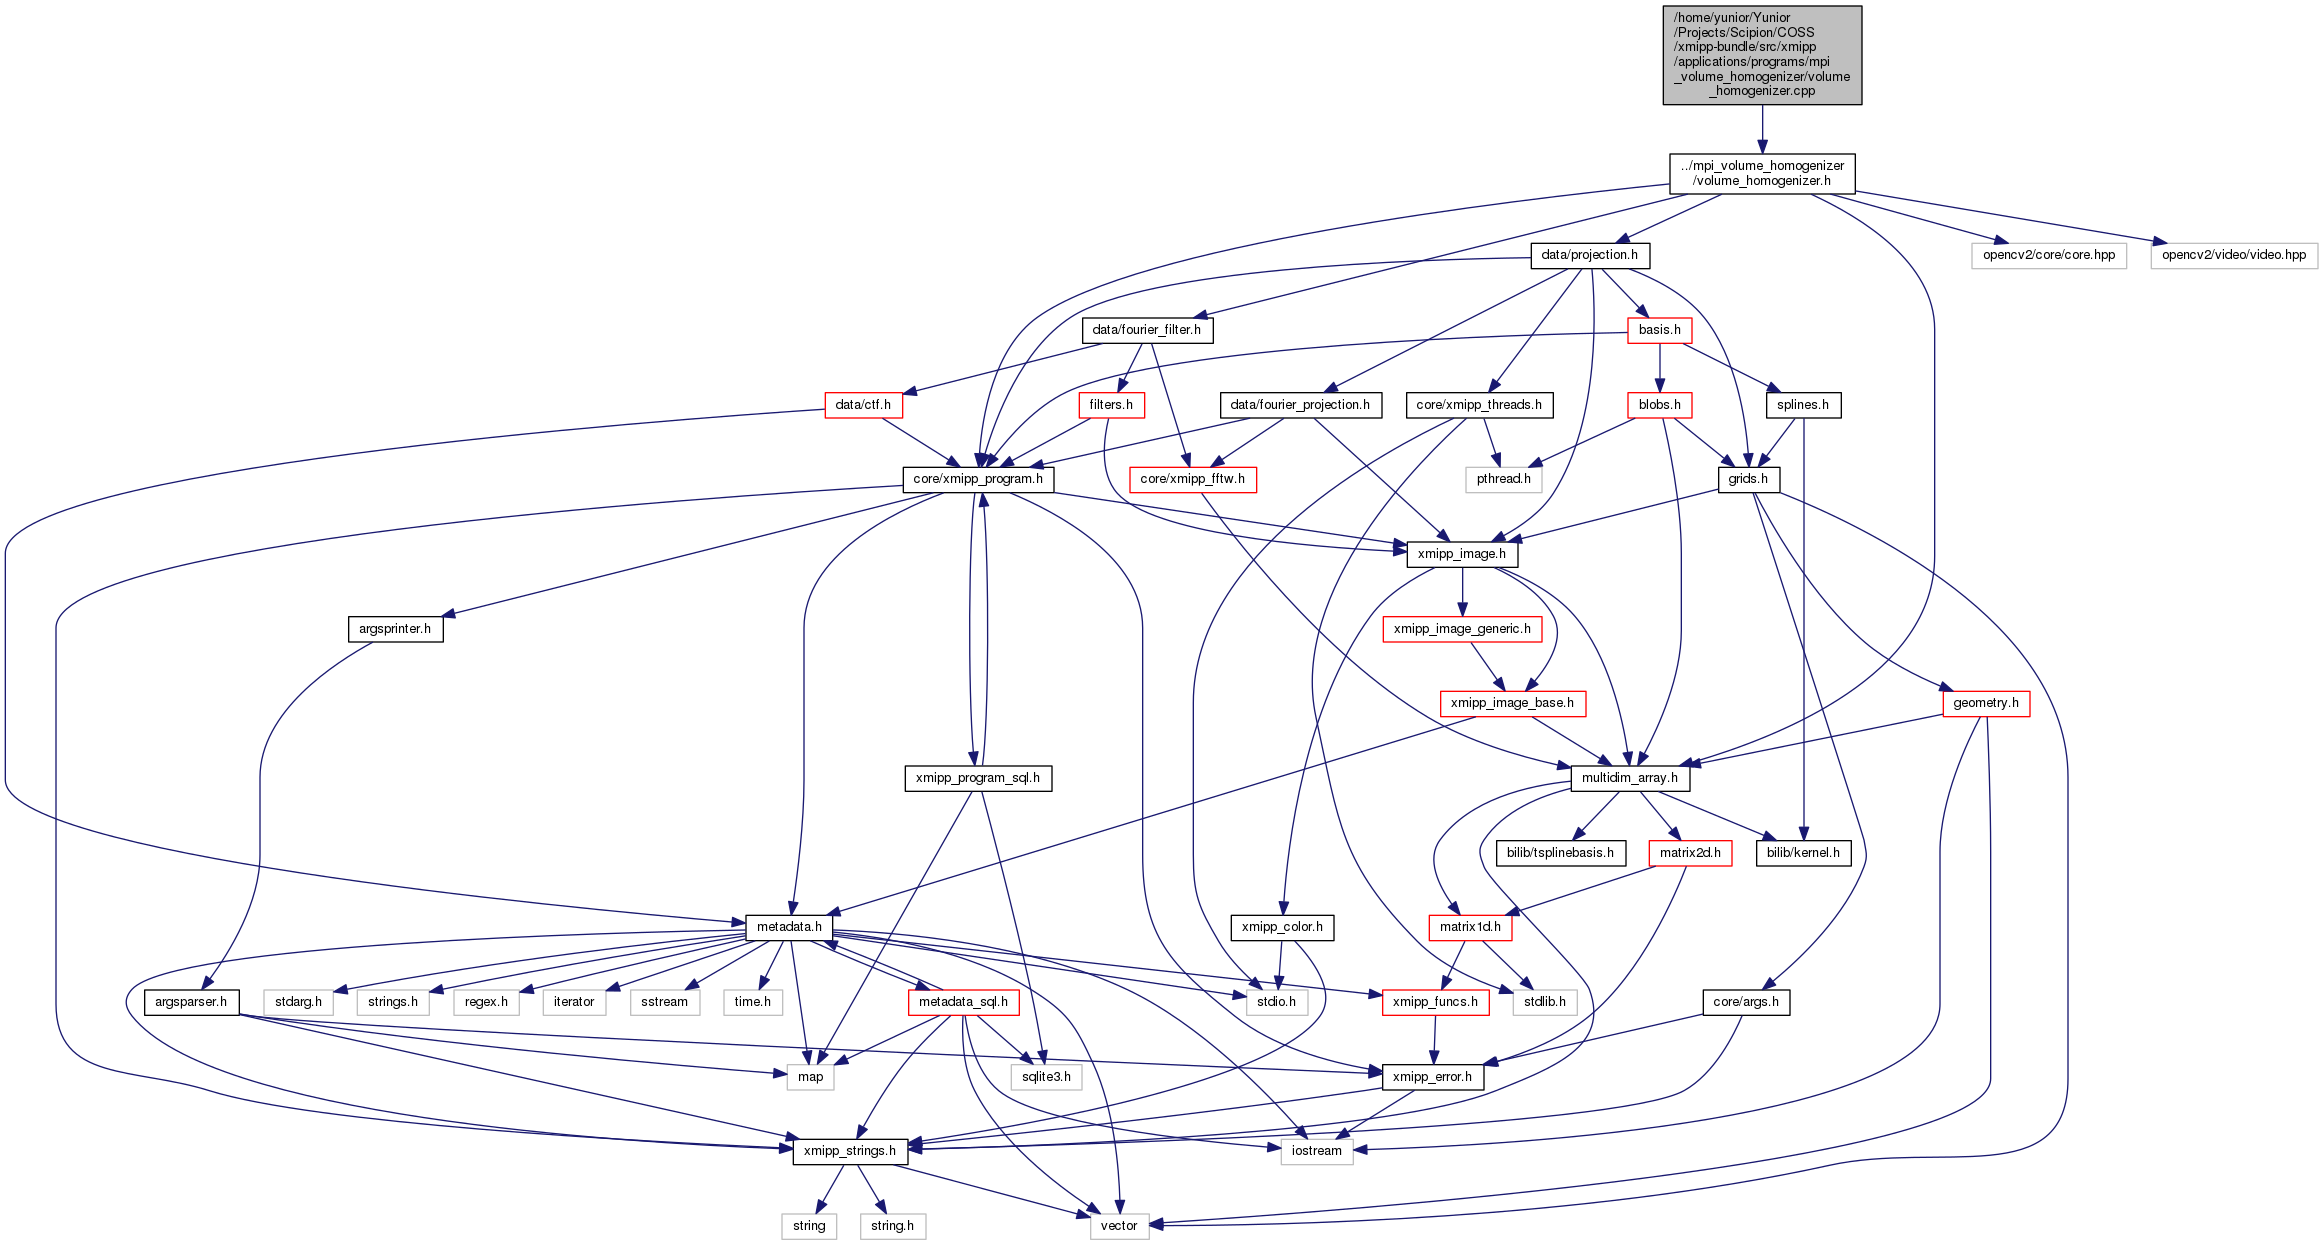 /home/yunior/Yunior
/Projects/Scipion/COSS
/xmipp-bundle/src/xmipp
/applications/programs/mpi
_volume_homogenizer/volume
_homogenizer.cpp
../mpi_volume_homogenizer
/volume_homogenizer.h
data/projection.h
opencv2/core/core.hpp
opencv2/video/video.hpp
data/fourier_filter.h
basis.h
data/ctf.h
filters.h
data/fourier_projection.h
core/xmipp_threads.h
blobs.h
splines.h
core/xmipp_program.h
core/xmipp_fftw.h
pthread.h
grids.h
xmipp_image.h
argsprinter.h
xmipp_image_generic.h
xmipp_image_base.h
geometry.h
xmipp_program_sql.h
multidim_array.h
bilib/tsplinebasis.h
matrix2d.h
bilib/kernel.h
metadata.h
xmipp_color.h
matrix1d.h
argsparser.h
stdarg.h
strings.h
regex.h
iterator
sstream
time.h
metadata_sql.h
stdio.h
xmipp_funcs.h
stdlib.h
core/args.h
map
sqlite3.h
xmipp_error.h
xmipp_strings.h
iostream
string
string.h
vector